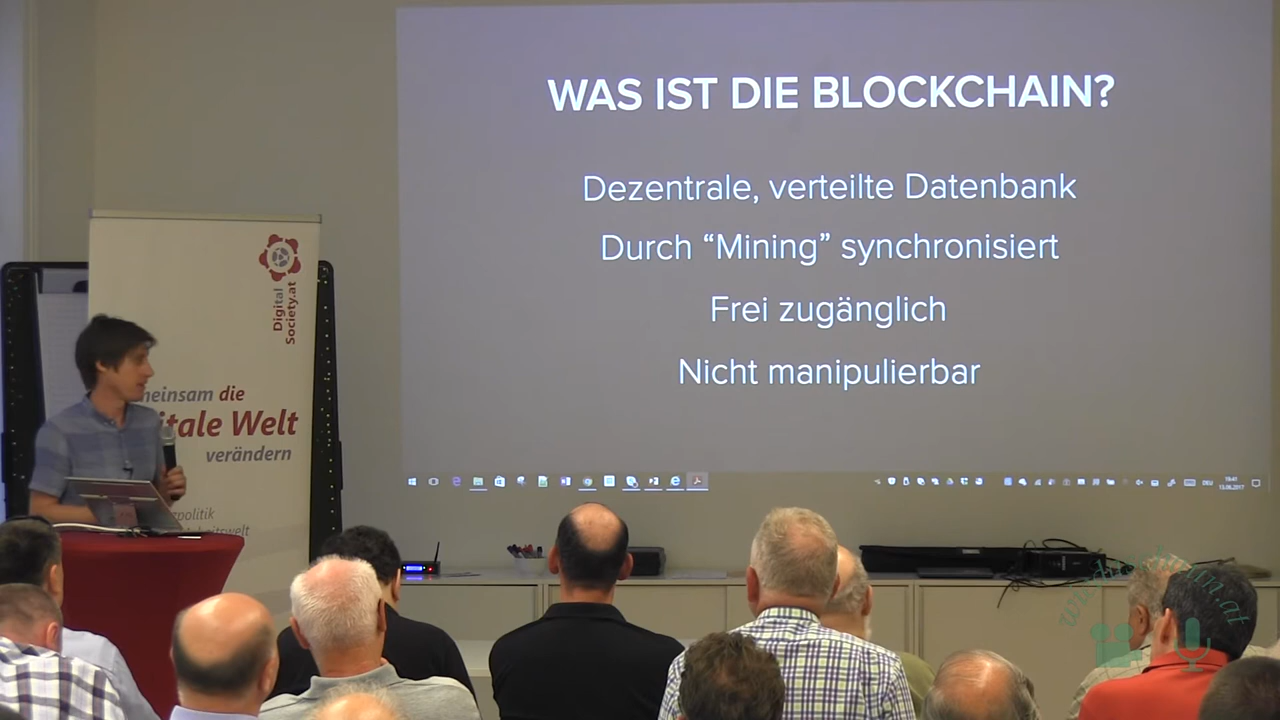 WAS IST DIE BLOCKCHAIN?
Dezentrale, verteilte Datenbank
Durch “Mining” synchronisiert
Frei zugänglich
Nicht manipulierbar
Digital
Society.at
die
Welt
verändern
DEU